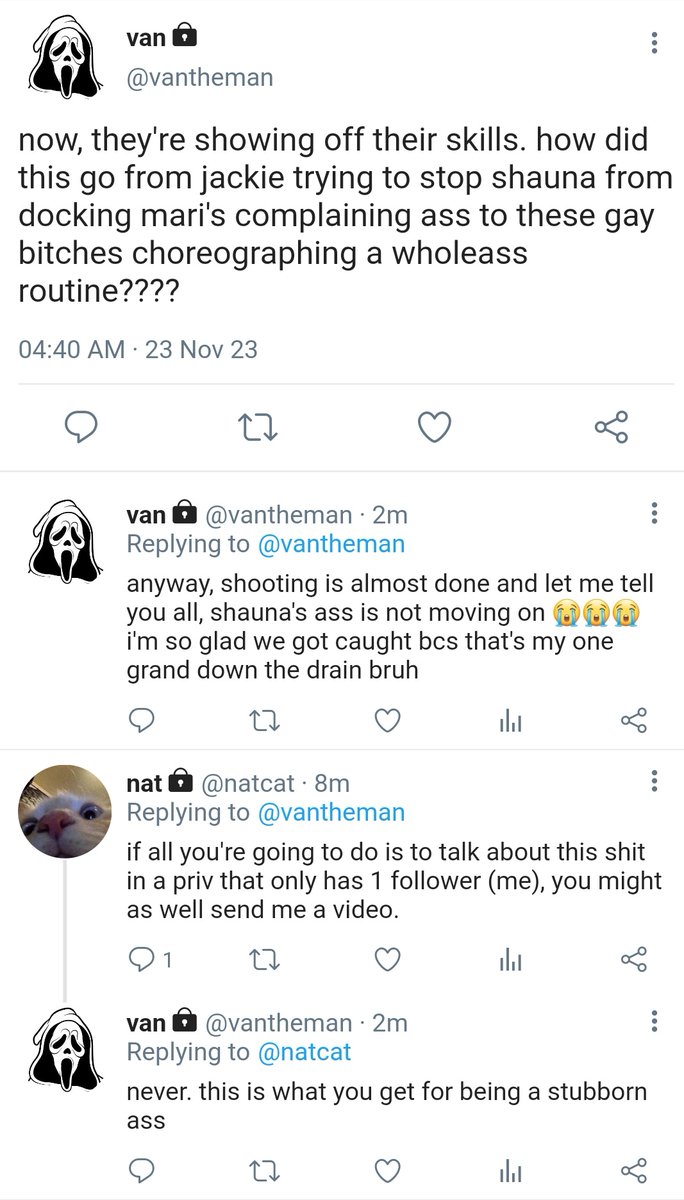 van 🔒
@vantheman
now, they're showing off their skills. how did
this go from jackie trying to stop shauna from
docking mari's complaining ass to these gay
bitches choreographing a wholeass
routine????
04:40 AM · 23 Nov 23
van 🔒 @vantheman · 2m
Replying to @vantheman
anyway, shooting is almost done and let me tell
you all, shauna's ass is not moving on 😭😭😭
i'm so glad we got caught bcs that's my one
grand down the drain bruh
nat 🔒 @natcat · 8m
Replying to @vantheman
if all you're going to do is to talk about this shit
in a priv that only has 1 follower (me), you might
as well send me a video.
1
van 🔒 @vantheman · 2m
Replying to @natcat
never. this is what you get for being a stubborn
ass